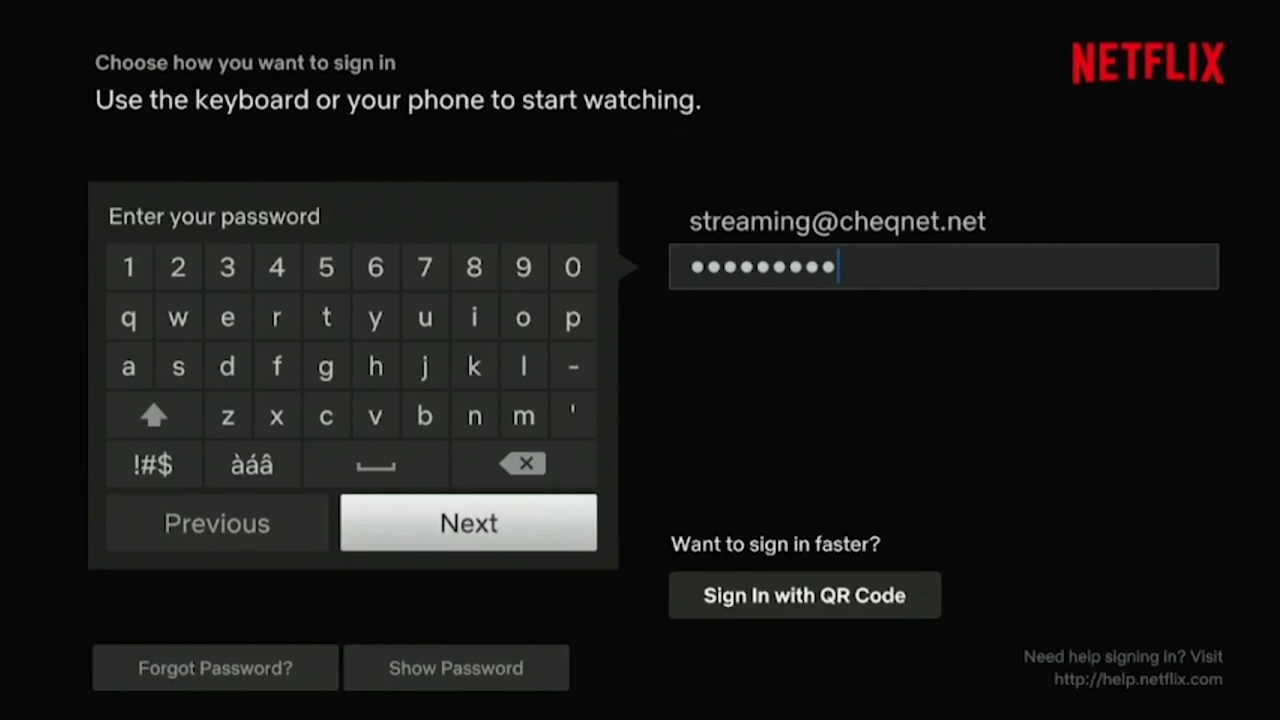 Choose how you want to sign in
NETFLIX
Use the keyboard or your phone to start watching.
Enter your password
streaming@cheqnet.net
●●●●●●●●●
1 2 3 4 5 6 7 8 9 0
q w e r t y u i o p
a s d f g h j k l -
z x c v b n m '
!#$ àáâ
Previous Next
Want to sign in faster?
Sign In with QR Code
Forgot Password? Show Password
Need help signing in? Visit
http://help.netflix.com